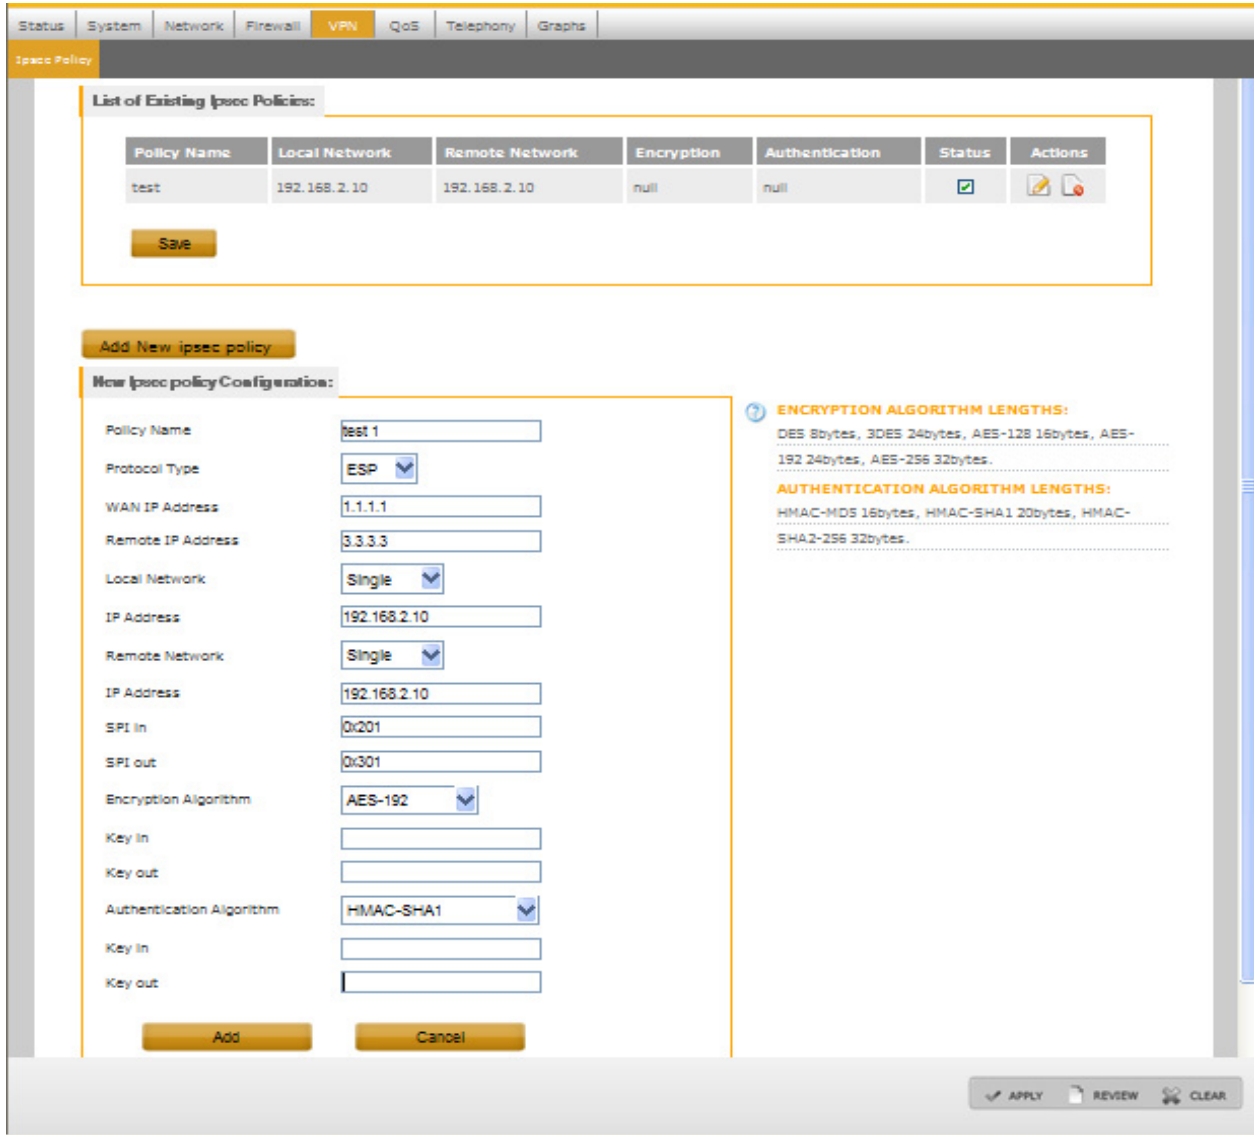 Status System Network Firewall VPN QoS Telephony Graphs
Ipsec Policy
List of Existing Ipsec Policies:
Policy Name Local Network Remote Network Encryption Authentication Status Actions
test 192.168.2.10 192.168.2.10 null null
Save
Add New ipsec policy
New Ipsec policy Configuration:
Policy Name test 1
Protocol Type ESP
WAN IP Address 1.1.1.1
Remote IP Address 3.3.3.3
Local Network Single
IP Address 192.168.2.10
Remote Network Single
IP Address 192.168.2.10
SPI in 0x201
SPI out 0x301
Encryption Algorithm AES-192
Key in
Key out
Authentication Algorithm HMAC-SHA1
Key in
Key out
Add Cancel
ENCRYPTION ALGORITHM LENGTHS:
DES 8bytes, 3DES 24bytes, AES-128 16bytes, AES-
192 24bytes, AES-256 32bytes.
AUTHENTICATION ALGORITHM LENGTHS:
HMAC-MD5 16bytes, HMAC-SHA1 20bytes, HMAC-
SHA2-256 32bytes.
APPLY REVIEW CLEAR